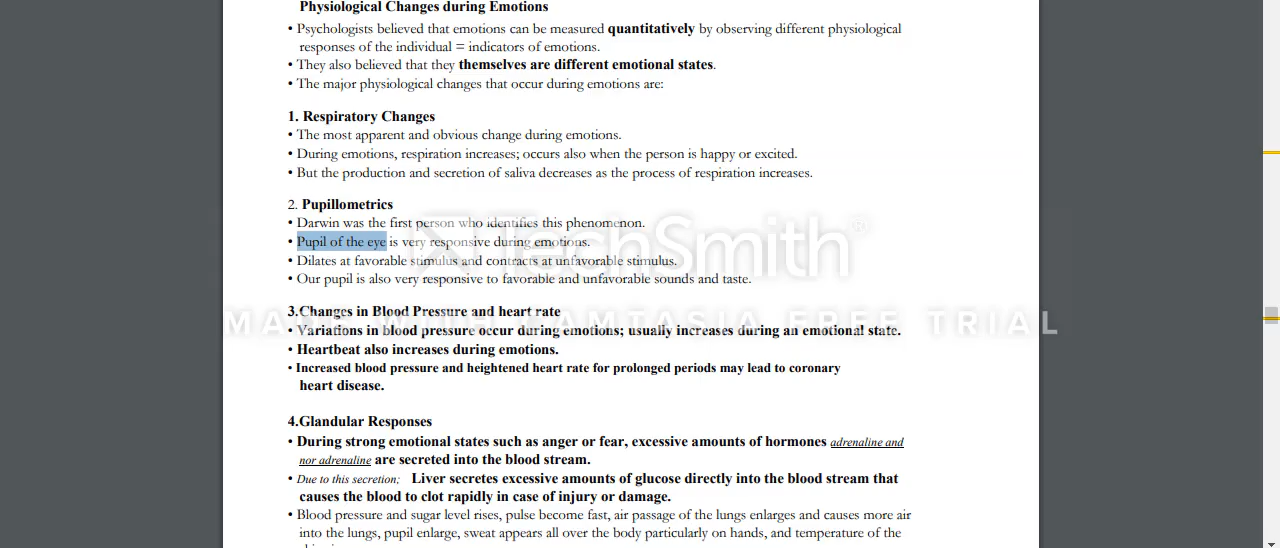 Physiological Changes during Emotions
• Psychologists believed that emotions can be measured quantitatively by observing different physiological
responses of the individual = indicators of emotions.
• They also believed that they themselves are different emotional states.
• The major physiological changes that occur during emotions are:
1. Respiratory Changes
• The most apparent and obvious change during emotions.
• During emotions, respiration increases; occurs also when the person is happy or excited.
• But the production and secretion of saliva decreases as the process of respiration increases.
2. Pupillometrics
• Darwin was the first person who identifies this phenomenon.
• Pupil of the eye is very responsive during emotions.
• Dilates at favorable stimulus and contracts at unfavorable stimulus.
• Our pupil is also very responsive to favorable and unfavorable sounds and taste.
TechSmith®
3.Changes in Blood Pressure and heart rate
MADE WITH CAMTASIA FREE TRIAL
• Variations in blood pressure occur during emotions; usually increases during an emotional state.
• Heartbeat also increases during emotions.
• Increased blood pressure and heightened heart rate for prolonged periods may lead to coronary
heart disease.
4.Glandular Responses
• During strong emotional states such as anger or fear, excessive amounts of hormones adrenaline and
nor adrenaline are secreted into the blood stream.
• Due to this secretion; Liver secretes excessive amounts of glucose directly into the blood stream that
causes the blood to clot rapidly in case of injury or damage.
• Blood pressure and sugar level rises, pulse become fast, air passage of the lungs enlarges and causes more air
into the lungs, pupil enlarge, sweat appears all over the body particularly on hands, and temperature of the